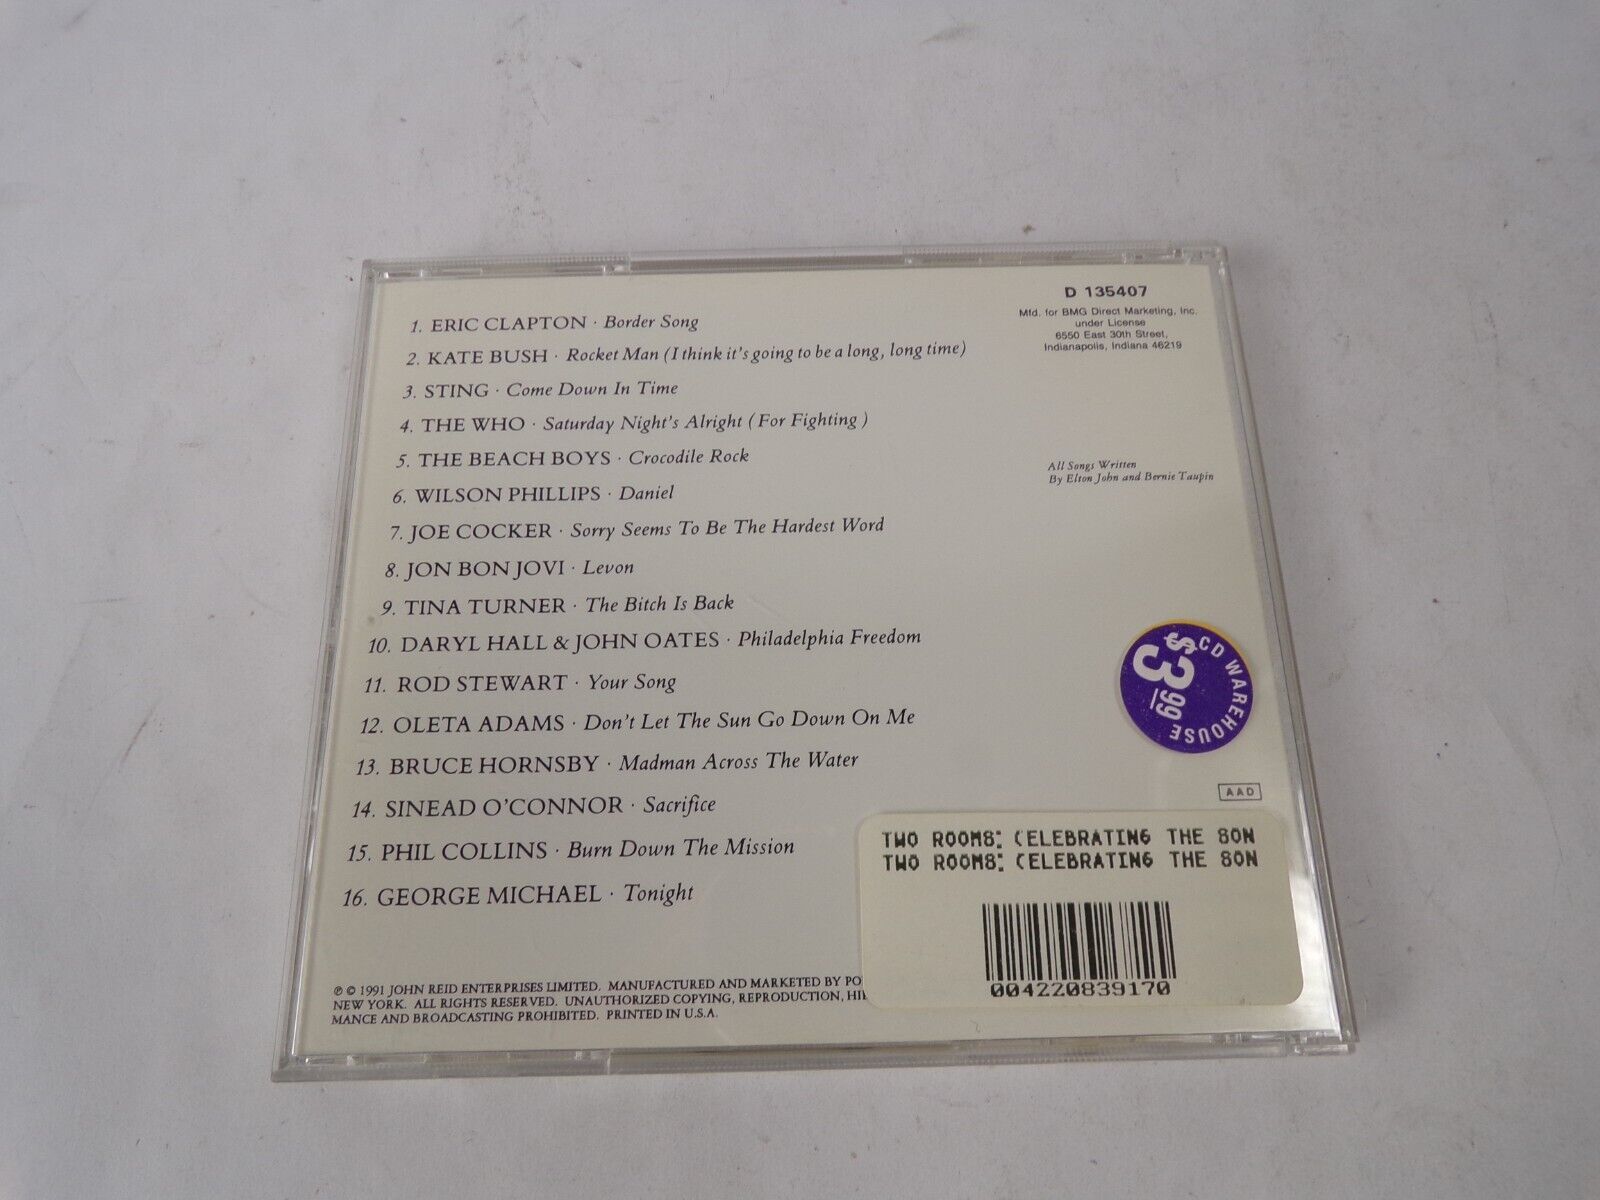 D 135407
Mfd. for BMG Direct Marketing, Inc.
under License
6550 East 30th Street,
Indianapolis, Indiana 46219
1. ERIC CLAPTON · Border Song
2. KATE BUSH · Rocket Man (I think it's going to be a long, long time)
3. STING · Come Down In Time
4. THE WHO · Saturday Night's Alright (For Fighting)
5. THE BEACH BOYS · Crocodile Rock
6. WILSON PHILLIPS · Daniel
7. JOE COCKER · Sorry Seems To Be The Hardest Word
8. JON BON JOVI · Levon
9. TINA TURNER · The Bitch Is Back
10. DARYL HALL & JOHN OATES · Philadelphia Freedom
11. ROD STEWART · Your Song
12. OLETA ADAMS · Don't Let The Sun Go Down On Me
13. BRUCE HORNSBY · Madman Across The Water
14. SINEAD O'CONNOR · Sacrifice
15. PHIL COLLINS · Burn Down The Mission
16. GEORGE MICHAEL · Tonight
All Songs Written
By Elton John and Bernie Taupin
CD WAREHOUSE
$3.99
AAD
TWO ROOMS: CELEBRATING THE SON
TWO ROOMS: CELEBRATING THE SON
004220839170
℗ © 1991 JOHN REID ENTERPRISES LIMITED. MANUFACTURED AND MARKETED BY PO
NEW YORK. ALL RIGHTS RESERVED. UNAUTHORIZED COPYING, REPRODUCTION, HI
MANCE AND BROADCASTING PROHIBITED. PRINTED IN U.S.A.